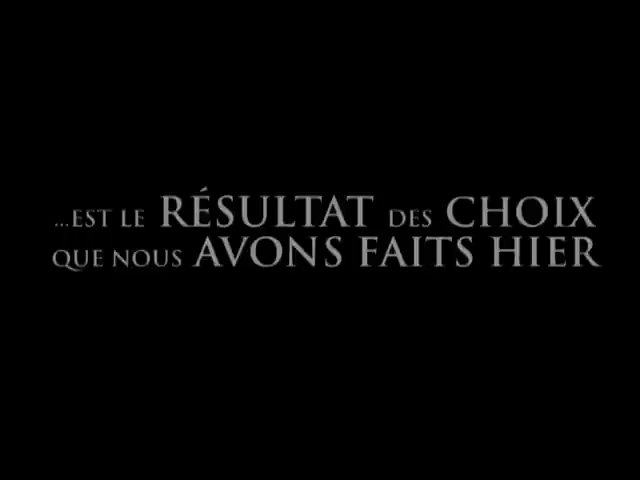 ...EST LE RÉSULTAT DES CHOIX
QUE NOUS AVONS FAITS HIER